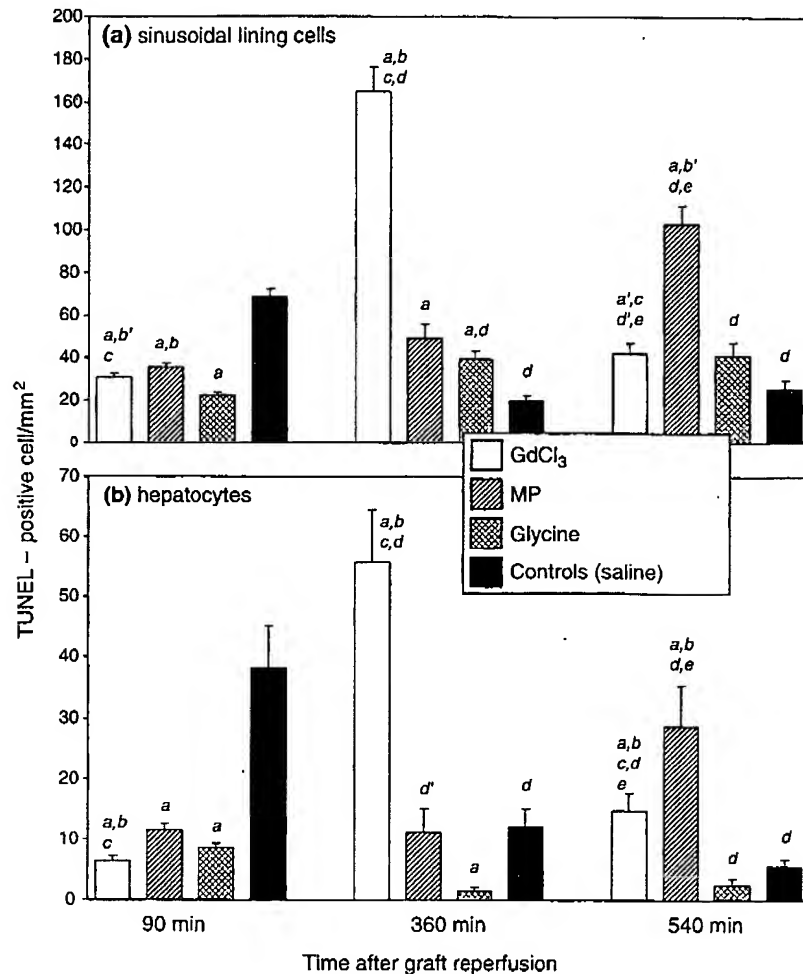 (a) sinusoidal lining cells
200
180
160
140
120
100
80
60
40
20
0
a,b'
c
a,b
a
a,b
c,d
a
a,d
d
a',c
d',e
a,b'
d,e
d
d
TUNEL – positive cell/mm²
GdCl₃
MP
Glycine
Controls (saline)
(b) hepatocytes
70
60
50
40
30
20
10
0
a,b
c
a
a
a,b
c,d
d'
a
d
a,b
c,d
e
a,b
d,e
d
d
90 min 360 min 540 min
Time after graft reperfusion